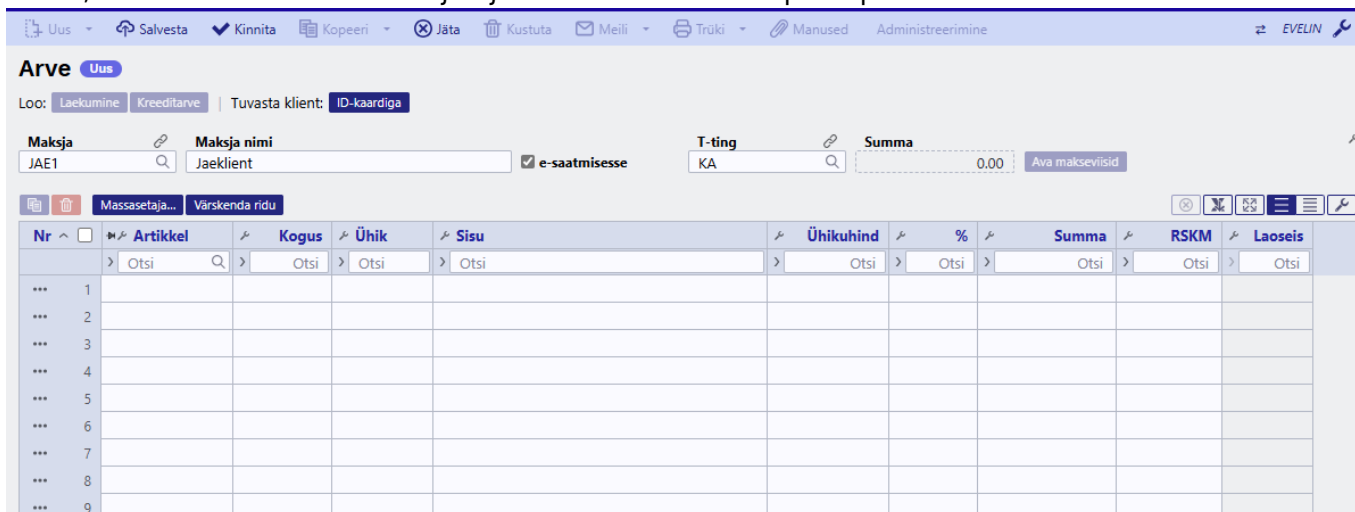 Uus Salvesta Kinnita Kopeeri Jäta Kustuta Meili Trüki Manused Administreerimine EVELIN
Arve Uus
Loo: Laekumine Kreeditarve | Tuvasta klient: ID-kaardiga
Maksja Maksja nimi T-ting Summa
JAE1 Jaeklient e-saatmisesse KA 0.00 Ava makseviisid
Massasetaja... Värskenda ridu
Nr Artikkel Kogus Ühik Sisu Ühikuhind % Summa RSKM Laoseis
Otsi Otsi Otsi Otsi Otsi Otsi Otsi Otsi Otsi
1
2
3
4
5
6
7
8
9